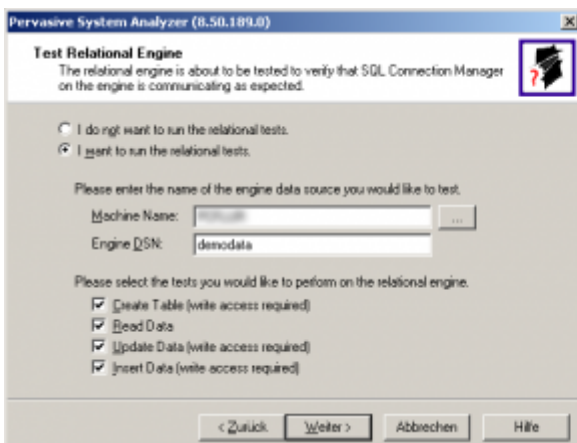 Pervasive System Analyzer (8.50.189.0)
Test Relational Engine
The relational engine is about to be tested to verify that SQL Connection Manager
on the engine is communicating as expected.
I do not want to run the relational tests.
I want to run the relational tests.
Please enter the name of the engine data source you would like to test.
Machine Name:
...
Engine DSN: demodata
Please select the tests you would like to perform on the relational engine.
Create Table (write access required)
Read Data
Update Data (write access required)
Insert Data (write access required)
< Zurück Weiter > Abbrechen Hilfe